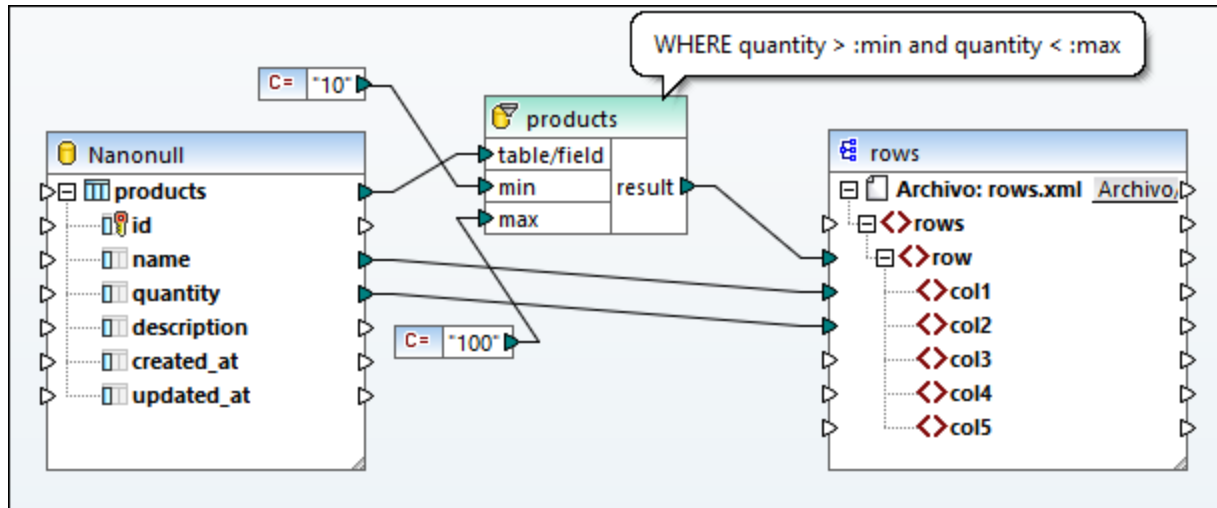 WHERE quantity > :min and quantity < :max
C= "10"
products
table/field
min
max
result
Nanonull
products
id
name
quantity
description
created_at
updated_at
C= "100"
rows
Archivo: rows.xml Archivo/
rows
row
col1
col2
col3
col4
col5